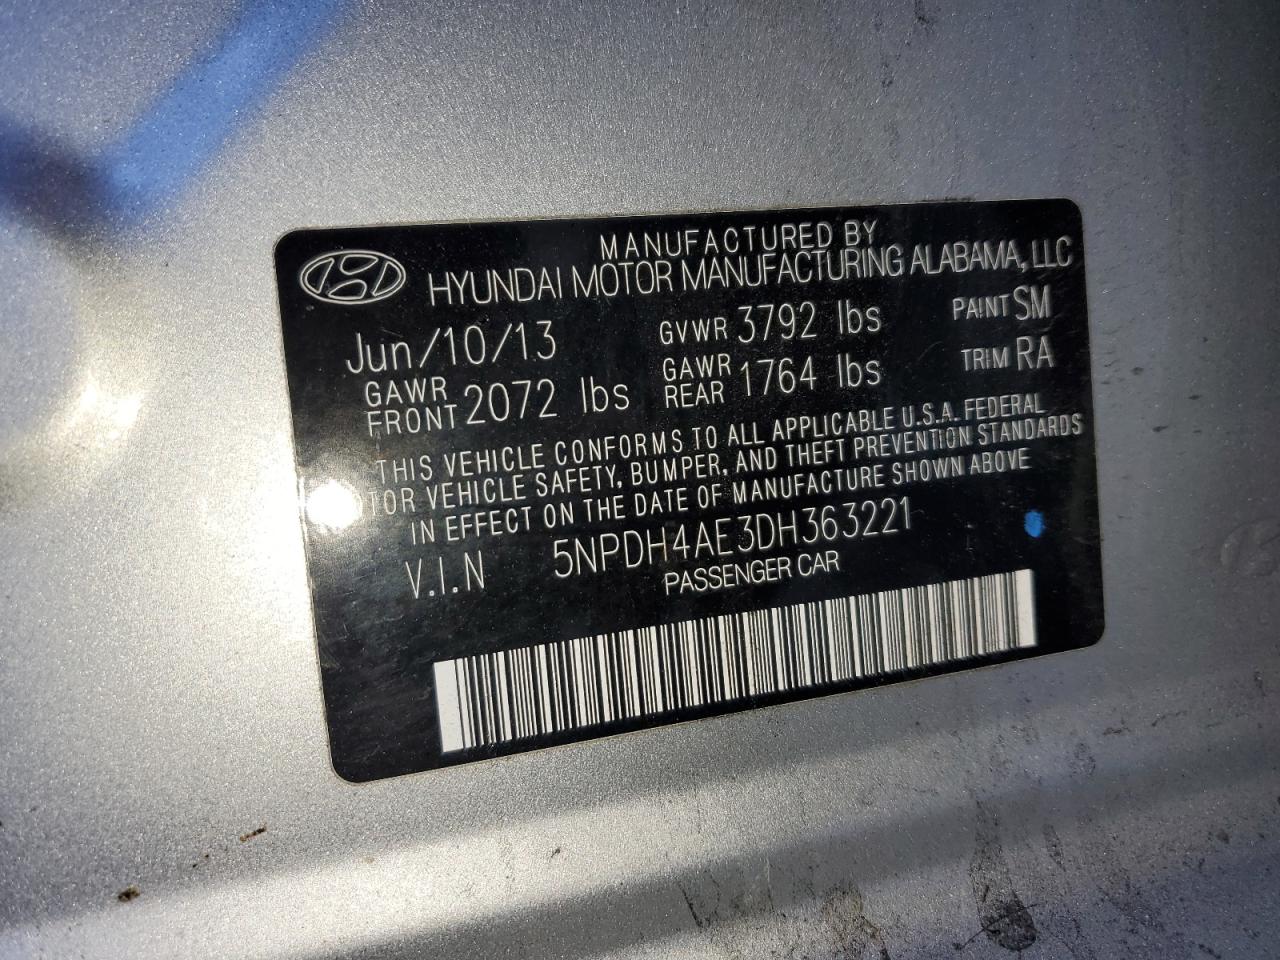 MANUFACTURED BY
HYUNDAI MOTOR MANUFACTURING ALABAMA, LLC
Jun/10/13 GVWR 3792 lbs PAINT SM
GAWR FRONT 2072 lbs GAWR REAR 1764 lbs TRIM RA
THIS VEHICLE CONFORMS TO ALL APPLICABLE U.S.A. FEDERAL
MOTOR VEHICLE SAFETY, BUMPER, AND THEFT PREVENTION STANDARDS
IN EFFECT ON THE DATE OF MANUFACTURE SHOWN ABOVE
V.I.N 5NPDH4AE3DH363221
PASSENGER CAR